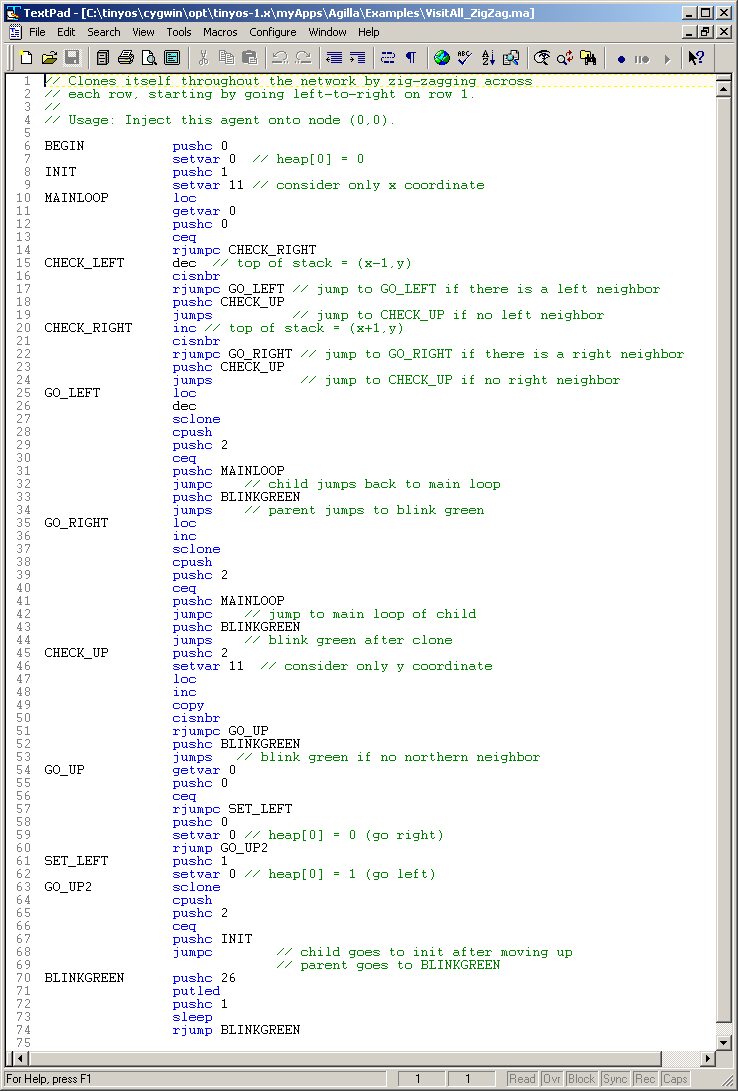 TextPad - [C:\tinyos\cygwin\opt\tinyos-1.x\myApps\Agilla\Examples\VisitAll_ZigZag.ma]
File Edit Search View Tools Macros Configure Window Help
1 // Clones itself throughout the network by zig-zagging across
2 // each row, starting by going left-to-right on row 1.
3 //
4 // Usage: Inject this agent onto node (0,0).
5
6 BEGIN pushc 0
7 setvar 0 // heap[0] = 0
8 INIT pushc 1
9 setvar 11 // consider only x coordinate
10 MAINLOOP loc
11 getvar 0
12 pushc 0
13 ceq
14 rjumpc CHECK_RIGHT
15 CHECK_LEFT dec // top of stack = (x-1,y)
16 cisnbr
17 rjumpc GO_LEFT // jump to GO_LEFT if there is a left neighbor
18 pushc CHECK_UP
19 jumps // jump to CHECK_UP if no left neighbor
20 CHECK_RIGHT inc // top of stack = (x+1,y)
21 cisnbr
22 rjumpc GO_RIGHT // jump to GO_RIGHT if there is a right neighbor
23 pushc CHECK_UP
24 jumps // jump to CHECK_UP if no right neighbor
25 GO_LEFT loc
26 dec
27 sclone
28 cpush
29 pushc 2
30 ceq
31 pushc MAINLOOP
32 jumpc // child jumps back to main loop
33 pushc BLINKGREEN
34 jumps // parent jumps to blink green
35 GO_RIGHT loc
36 inc
37 sclone
38 cpush
39 pushc 2
40 ceq
41 pushc MAINLOOP
42 jumpc // jump to main loop of child
43 pushc BLINKGREEN
44 jumps // blink green after clone
45 CHECK_UP pushc 2
46 setvar 11 // consider only y coordinate
47 loc
48 inc
49 copy
50 cisnbr
51 rjumpc GO_UP
52 pushc BLINKGREEN
53 jumps // blink green if no northern neighbor
54 GO_UP getvar 0
55 pushc 0
56 ceq
57 rjumpc SET_LEFT
58 pushc 0
59 setvar 0 // heap[0] = 0 (go right)
60 rjump GO_UP2
61 SET_LEFT pushc 1
62 setvar 0 // heap[0] = 1 (go left)
63 GO_UP2 sclone
64 cpush
65 pushc 2
66 ceq
67 pushc INIT
68 jumpc // child goes to init after moving up
69 // parent goes to BLINKGREEN
70 BLINKGREEN pushc 26
71 putled
72 pushc 1
73 sleep
74 rjump BLINKGREEN
75
For Help, press F1 1 1 Read Ovr Block Sync Rec Caps